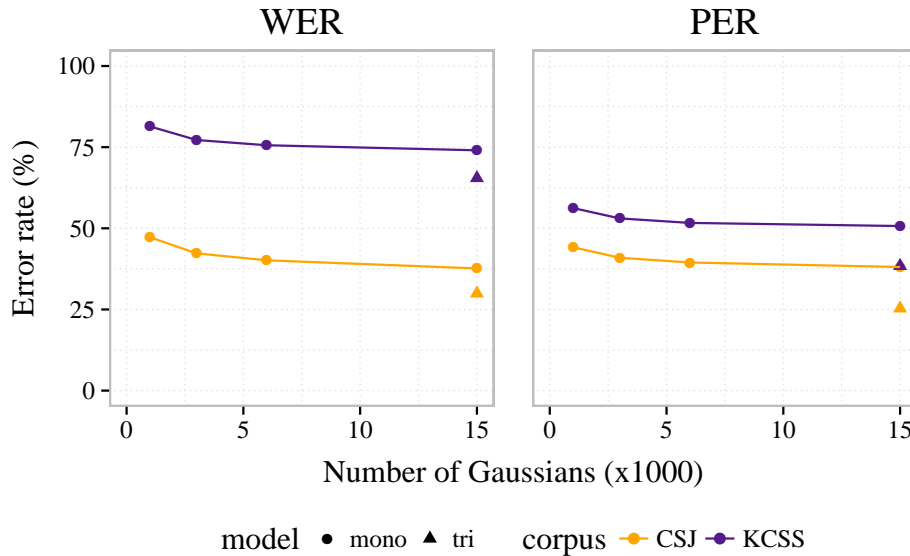 WER PER
100
75
50
25
0
Error rate (%)
0 5 10 15 0 5 10 15
Number of Gaussians (x1000)
model mono tri corpus CSJ KCSS